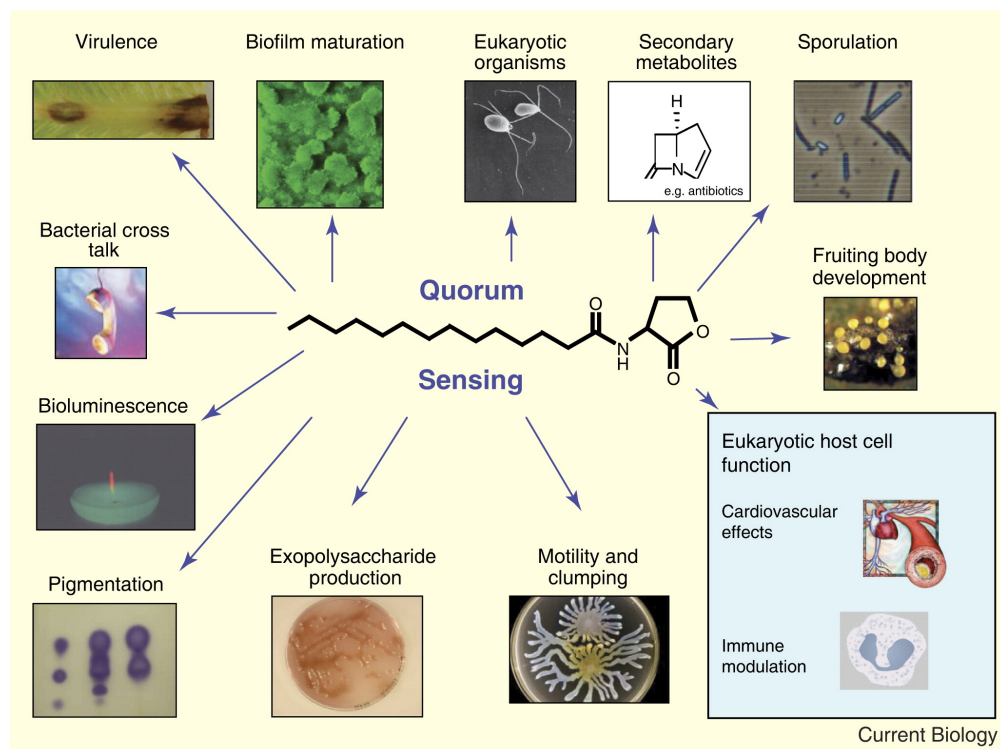 Virulence
Biofilm maturation
Eukaryotic
organisms
Secondary
metabolites
Sporulation
H
N
e.g. antibiotics
Bacterial cross
talk
Fruiting body
development
Quorum
O
O
N
H
O
Sensing
Bioluminescence
Eukaryotic host cell
function
Cardiovascular
effects
Exopolysaccharide
production
Motility and
clumping
Pigmentation
Immune
modulation
Current Biology